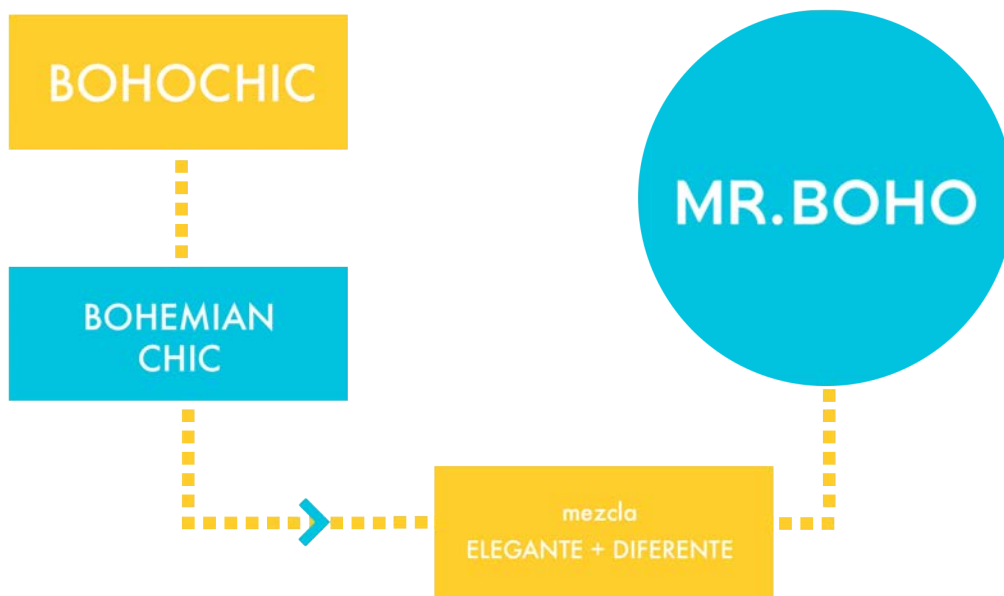 BOHOCHIC
BOHEMIAN
CHIC
mezcla
ELEGANTE + DIFERENTE
MR.BOHO